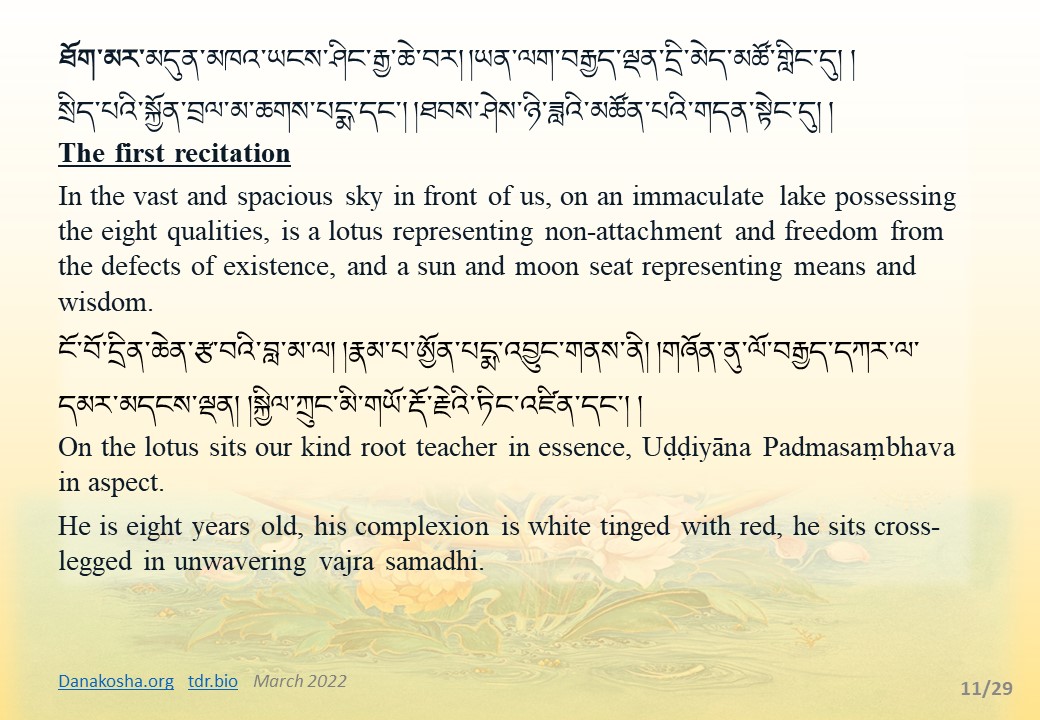 ཐོག་མར་མདུན་མཁའ་ཡངས་ཤིང་རྒྱ་ཆེ་བར། །ཡན་ལག་བརྒྱད་ལྡན་དྲི་མེད་མཚོ་གླིང་དུ། །
སྲིད་པའི་སྐྱོན་བྲལ་མ་ཆགས་པདྨ་དང་། །ཐབས་ཤེས་ཉི་ཟླའི་མཚོན་པའི་གདན་སྟེང་དུ། །
The first recitation
In the vast and spacious sky in front of us, on an immaculate lake possessing
the eight qualities, is a lotus representing non-attachment and freedom from
the defects of existence, and a sun and moon seat representing means and
wisdom.
ངོ་བོ་དྲིན་ཆེན་རྩ་བའི་བླ་མ་ལ། །རྣམ་པ་ཨྱོན་པདྨ་འབྱུང་གནས་ནི། །གཞོན་ནུ་ལོ་བརྒྱད་དཀར་ལ་
དམར་མདངས་ལྡན། །སྐྱིལ་ཀྲུང་མི་གཡོ་རྡོ་རྗེའི་ཏིང་འཛིན་དང་། །
On the lotus sits our kind root teacher in essence, Uḍḍiyāna Padmasaṃbhava
in aspect.
He is eight years old, his complexion is white tinged with red, he sits cross-
legged in unwavering vajra samadhi.
Danakosha.org tdr.bio March 2022
11/29